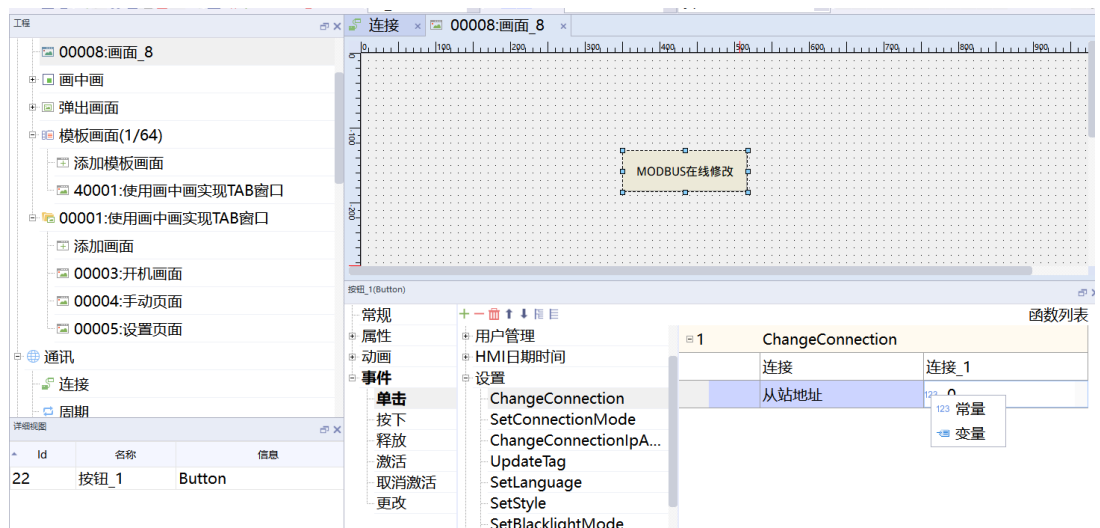 工程
00008:画面_8
画中画
弹出画面
模板画面(1/64)
添加模板画面
40001:使用画中画实现TAB窗口
00001:使用画中画实现TAB窗口
添加画面
00003:开机画面
00004:手动页面
00005:设置页面
通讯
连接
周期
详细视图
Id 名称 信息
22 按钮_1 Button
连接 × 00008:画面_8 ×
0 100 200 300 400 500 600 700 800 900
0
100
200
MODBUS在线修改
按钮_1(Button)
常规
属性
动画
事件
单击
按下
释放
激活
取消激活
更改
用户管理
HMI日期时间
设置
ChangeConnection
SetConnectionMode
ChangeConnectionIpA...
UpdateTag
SetLanguage
SetStyle
SetBlacklightMode
函数列表
1 ChangeConnection
连接 连接_1
从站地址 123 0
123 常量
变量